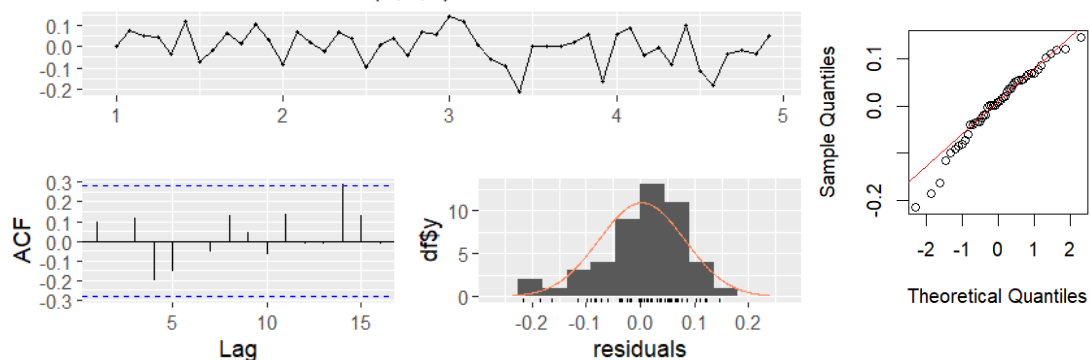 0.1
0.0
-0.1
-0.2
1 2 3 4 5
0.3
0.2
0.1
0.0
-0.1
-0.2
-0.3
ACF
5 10 15
Lag
10
5
0
df$y
-0.2 -0.1 0.0 0.1 0.2
residuals
0.1
0.0
-0.2
Sample Quantiles
-2 -1 0 1 2
Theoretical Quantiles